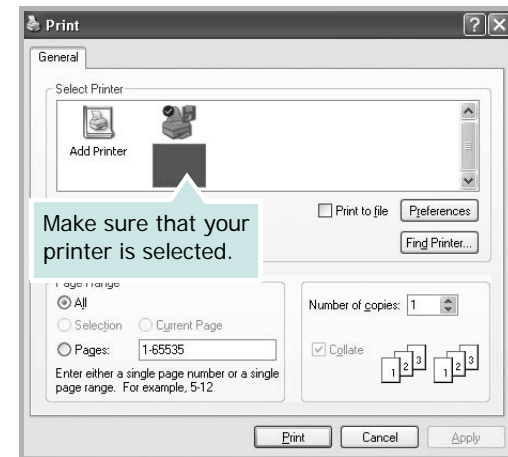 Print
General
Select Printer
Add Printer
Make sure that your
printer is selected.
Print to file
Preferences
Find Printer...
Page Range
All
Selection
Current Page
Pages:
1-65535
Enter either a single page number or a single
page range. For example, 5-12
Number of copies: 1
Collate
1 2 3
1 2 3
Print
Cancel
Apply